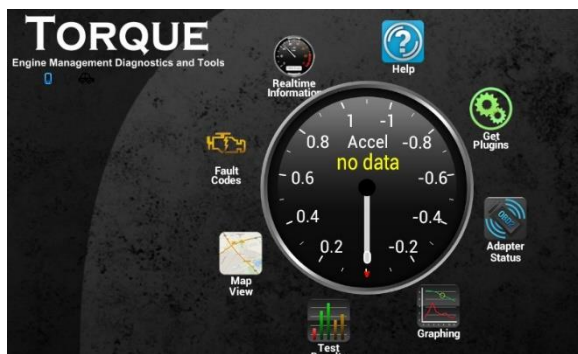 TORQUE
Engine Management Diagnostics and Tools
Realtime
Information
Help
Get
Plugins
Fault
Codes
Adapter
Status
Map
View
Graphing
Test
Accel
no data
1 -1
0.8 -0.8
0.6 -0.6
0.4 -0.4
0.2 -0.2